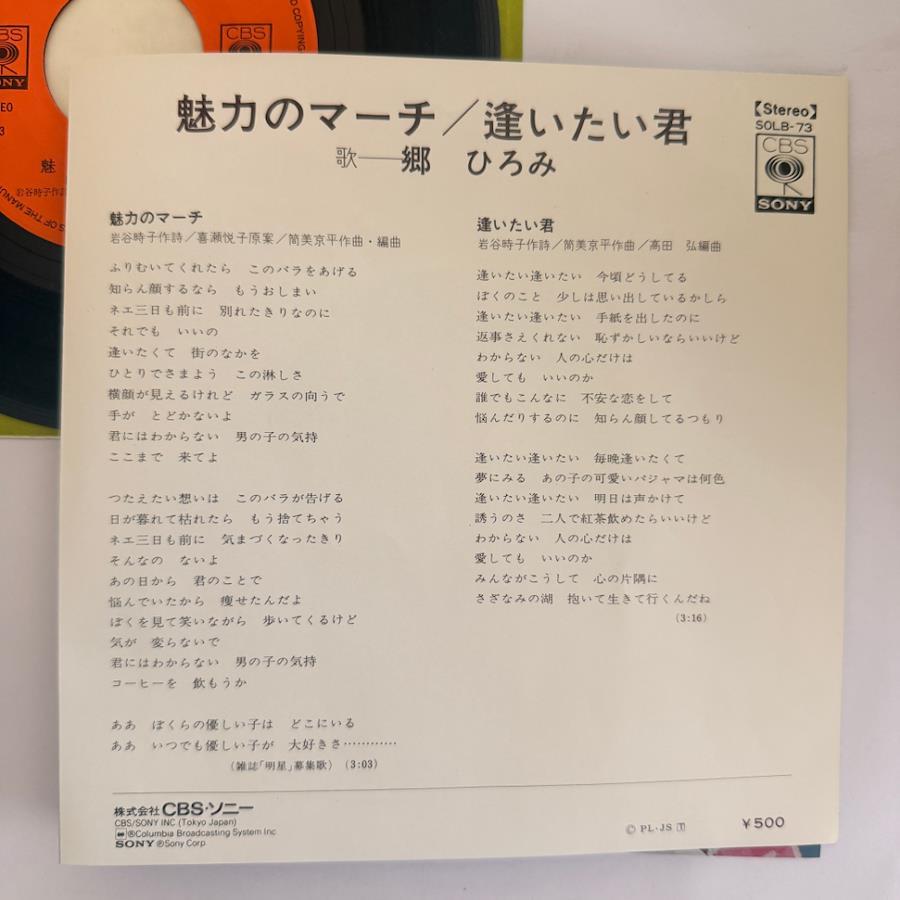 CBS
SONY
CBS
SONY
魅
岩谷時子作詩
魅力のマーチ／逢いたい君
歌──郷　ひろみ
【Stereo】
SOLB-73
CBS
SONY
魅力のマーチ
岩谷時子作詩／喜瀬悦子原案／筒美京平作曲・編曲
ふりむいてくれたら　このバラをあげる
知らん顔するなら　もうおしまい
ネエ三日も前に　別れたきりなのに
それでも　いいの
逢いたくて　街のなかを
ひとりでさまよう　この淋しさ
横顔が見えるけれど　ガラスの向うで
手が　とどかないよ
君にはわからない　男の子の気持
ここまで　来てよ
つたえたい想いは　このバラが告げる
日が暮れて枯れたら　もう捨てちゃう
ネエ三日も前に　気まづくなったきり
そんなの　ないよ
あの日から　君のことで
悩んでいたから　痩せたんだよ
ぼくを見て笑いながら　歩いてくるけど
気が　変らないで
君にはわからない　男の子の気持
コーヒーを　飲もうか
ああ　ぼくらの優しい子は　どこにいる
ああ　いつでも優しい子が　大好きさ…………
（雑誌「明星」募集歌）（3:03）
逢いたい君
岩谷時子作詩／筒美京平作曲／高田　弘編曲
逢いたい逢いたい　今頃どうしてる
ぼくのこと　少しは思い出しているかしら
逢いたい逢いたい　手紙を出したのに
返事さえくれない　恥ずかしいならいいけど
わからない　人の心だけは
愛しても　いいのか
誰でもこんなに　不安な恋をして
悩んだりするのに　知らん顔してるつもり
逢いたい逢いたい　毎晩逢いたくて
夢にみる　あの子の可愛いパジャマは何色
逢いたい逢いたい　明日は声かけて
誘うのさ　二人で紅茶飲めたらいいけど
わからない　人の心だけは
愛しても　いいのか
みんながこうして　心の片隅に
さざなみの湖　抱いて生きて行くんだね
（3:16）
株式会社 CBS・ソニー
CBS/SONY INC (Tokyo Japan)
®Columbia Broadcasting System Inc
SONY ℗Sony Corp.
© PL・JS Ⓣ
￥500